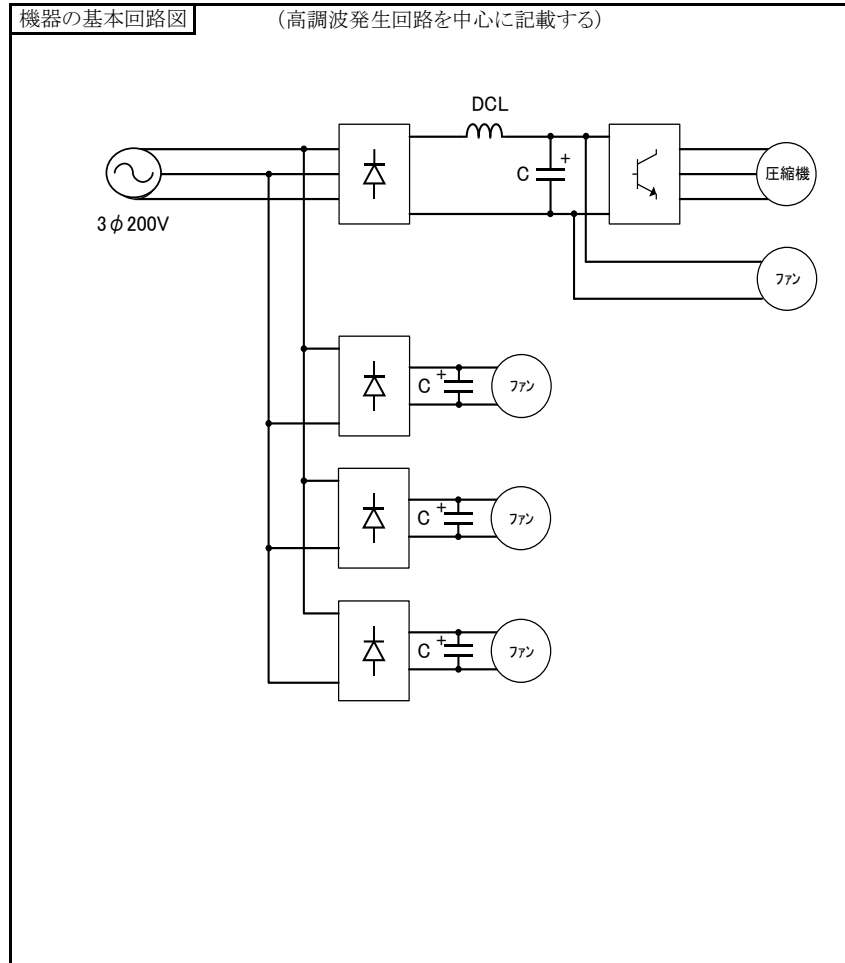 機器の基本回路図 (高調波発生回路を中心に記載する)
DCL
C +
圧縮機
3φ200V
ファン
C + ファン
C + ファン
C + ファン